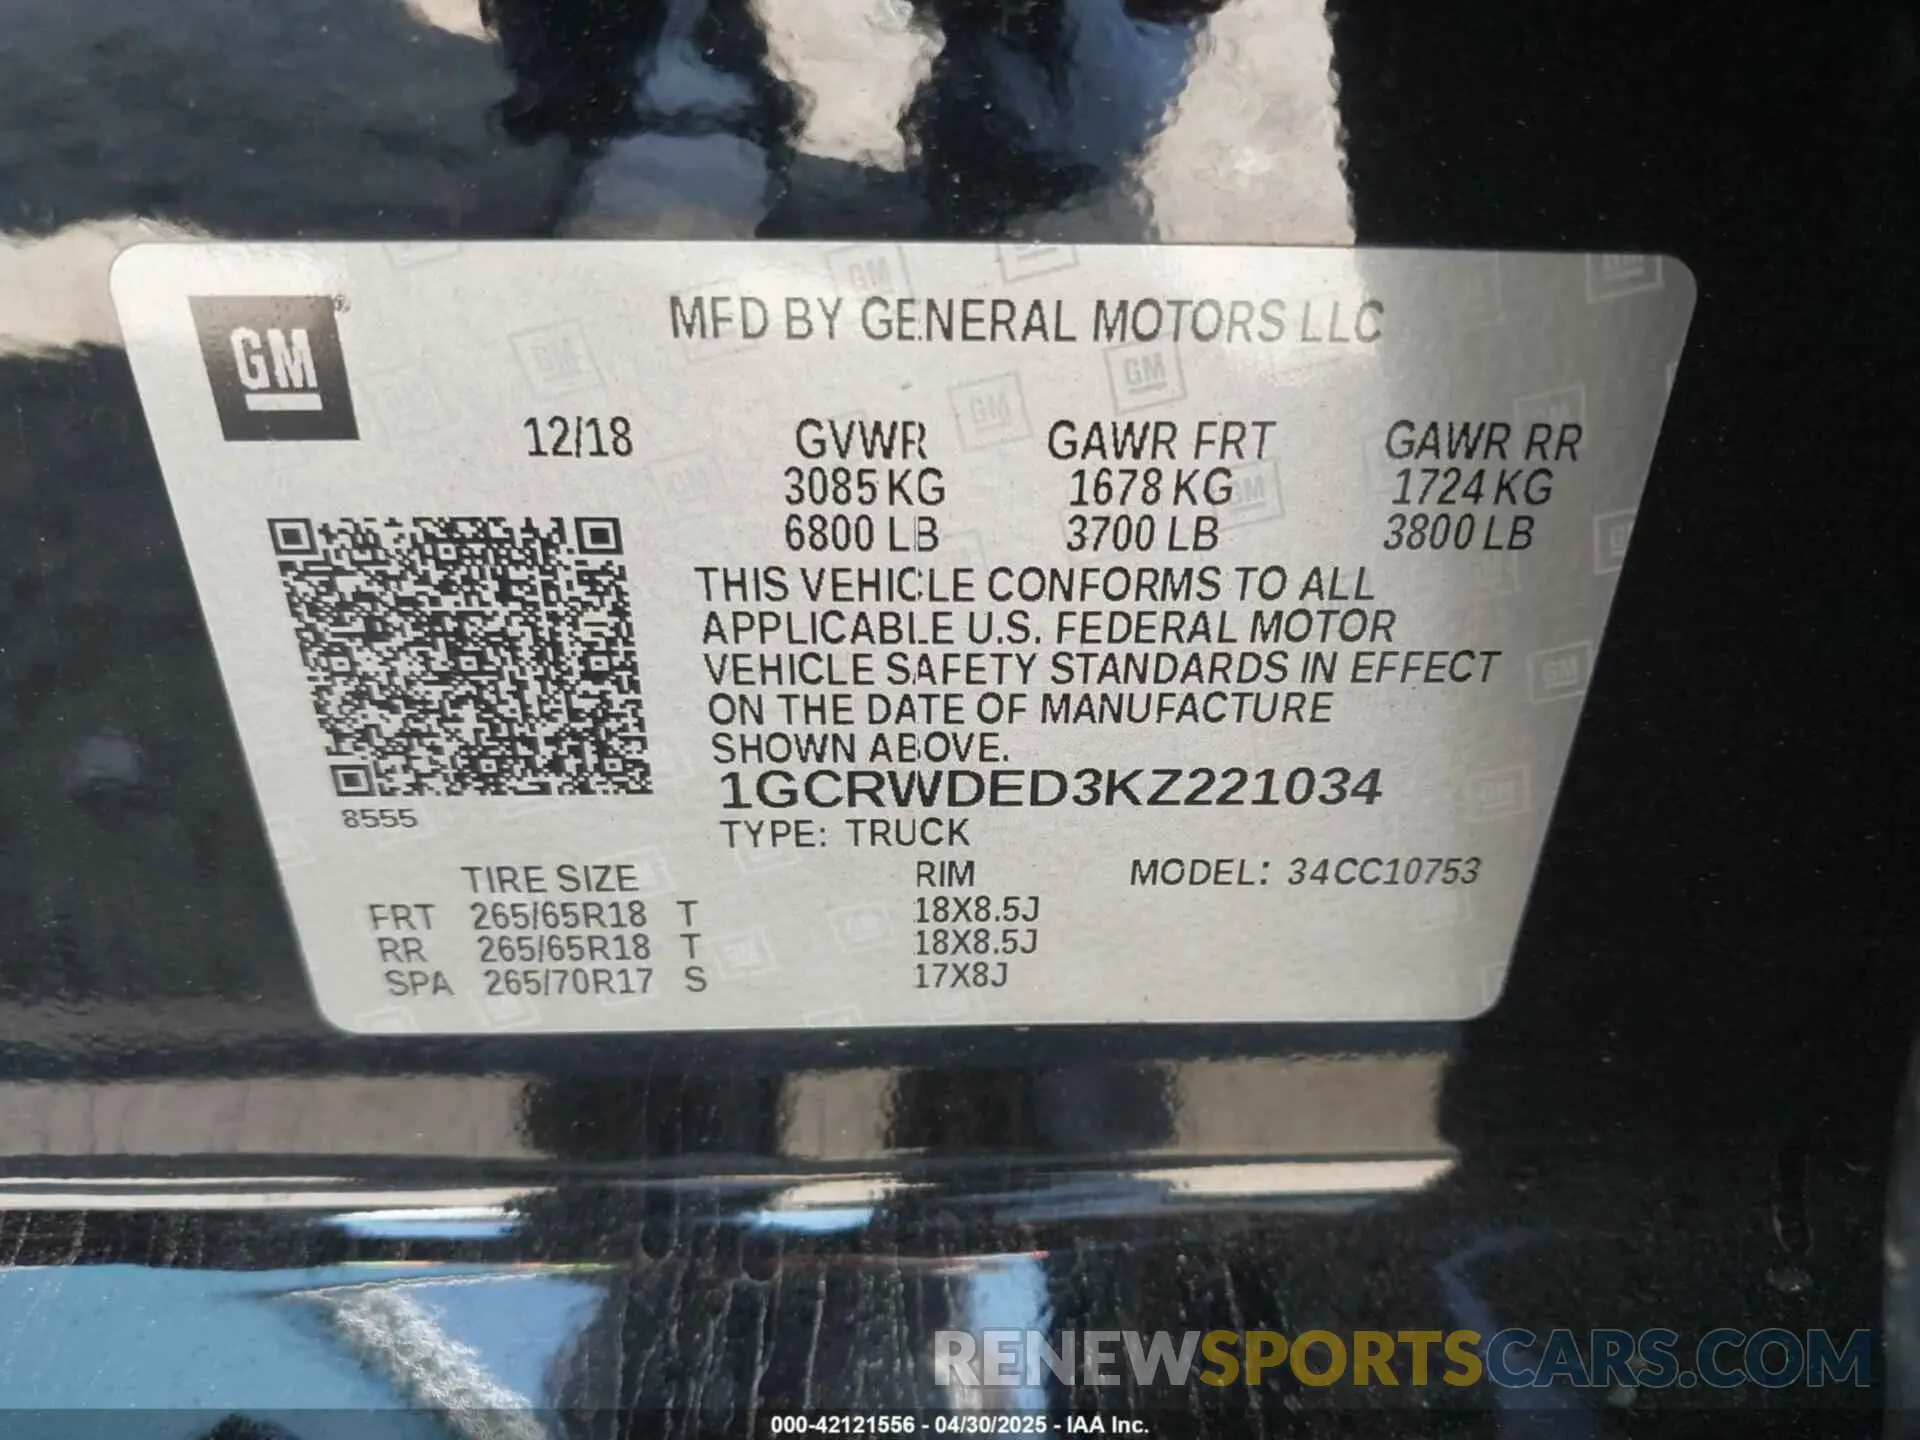 MFD BY GENERAL MOTORS LLC
GM
12/18 GVWR GAWR FRT GAWR RR
3085 KG 1678 KG 1724 KG
6800 LB 3700 LB 3800 LB
THIS VEHICLE CONFORMS TO ALL
APPLICABLE U.S. FEDERAL MOTOR
VEHICLE SAFETY STANDARDS IN EFFECT
ON THE DATE OF MANUFACTURE
SHOWN ABOVE.
1GCRWDED3KZ221034
8555
TYPE: TRUCK
TIRE SIZE RIM MODEL: 34CC10753
FRT 265/65R18 T 18X8.5J
RR 265/65R18 T 18X8.5J
SPA 265/70R17 S 17X8J
RENEWSPORTSCARS.COM
000-42121556 - 04/30/2025 - IAA Inc.